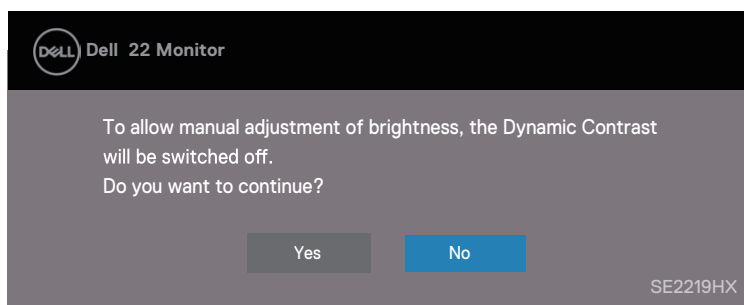 DELL Dell 22 Monitor
To allow manual adjustment of brightness, the Dynamic Contrast
will be switched off.
Do you want to continue?
Yes No
SE2219HX